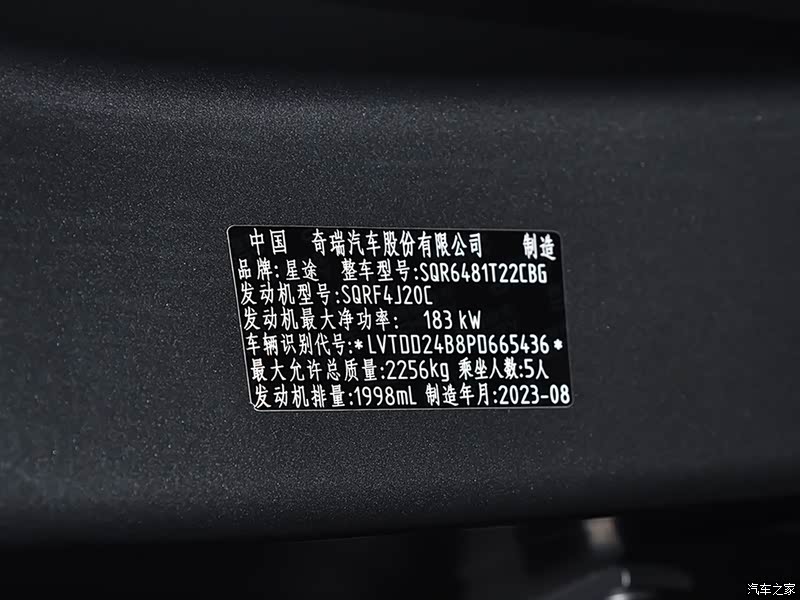 中国 奇瑞汽车股份有限公司 制造
品牌:星途 整车型号:SQR6481T22CBG
发动机型号:SQRF4J20C
发动机最大净功率: 183 kW
车辆识别代号:*LVTDD24B8PD665436*
最大允许总质量:2256kg 乘坐人数:5人
发动机排量:1998mL 制造年月:2023-08
汽车之家